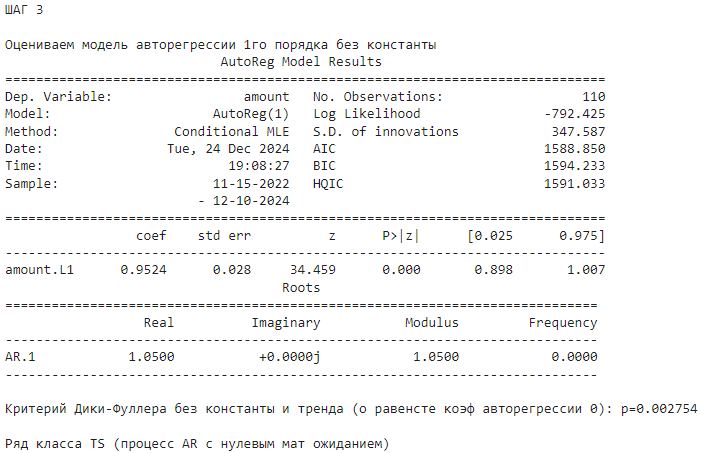 ШАГ 3
Оцениваем модель авторегрессии 1го порядка без константы
AutoReg Model Results
==============================================================================
Dep. Variable: amount No. Observations: 110
Model: AutoReg(1) Log Likelihood -792.425
Method: Conditional MLE S.D. of innovations 347.587
Date: Tue, 24 Dec 2024 AIC 1588.850
Time: 19:08:27 BIC 1594.233
Sample: 11-15-2022 HQIC 1591.033
- 12-10-2024
==============================================================================
coef std err z P>|z| [0.025 0.975]
------------------------------------------------------------------------------
amount.L1 0.9524 0.028 34.459 0.000 0.898 1.007
Roots
=============================================================================
Real Imaginary Modulus Frequency
-----------------------------------------------------------------------------
AR.1 1.0500 +0.0000j 1.0500 0.0000
-----------------------------------------------------------------------------
Критерий Дики-Фуллера без константы и тренда (о равенсте коэф авторегрессии 0): p=0.002754
Ряд класса TS (процесс AR с нулевым мат ожиданием)